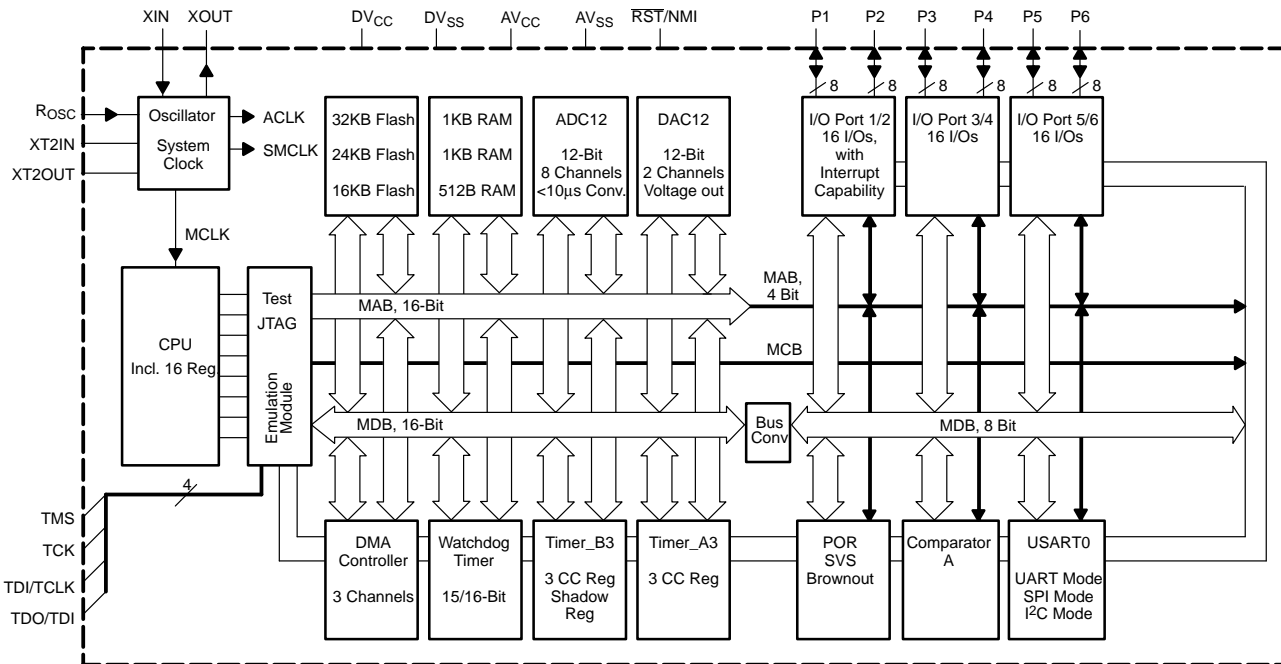 XIN XOUT DVCC DVSS AVCC AVSS RST/NMI P1 P2 P3 P4 P5 P6
8 8 8 8 8 8
ROSC
XT2IN
XT2OUT
Oscillator
System
Clock
ACLK
SMCLK
MCLK
32KB Flash
24KB Flash
16KB Flash
1KB RAM
1KB RAM
512B RAM
ADC12
12-Bit
8 Channels
<10µs Conv.
DAC12
12-Bit
2 Channels
Voltage out
I/O Port 1/2
16 I/Os,
with
Interrupt
Capability
I/O Port 3/4
16 I/Os
I/O Port 5/6
16 I/Os
CPU
Incl. 16 Reg.
Test
JTAG
Emulation
Module
MAB, 16-Bit
MAB,
4 Bit
MCB
MDB, 16-Bit
Bus
Conv
MDB, 8 Bit
4
TMS
TCK
TDI/TCLK
TDO/TDI
DMA
Controller
3 Channels
Watchdog
Timer
15/16-Bit
Timer_B3
3 CC Reg
Shadow
Reg
Timer_A3
3 CC Reg
POR
SVS
Brownout
Comparator
A
USART0
UART Mode
SPI Mode
I²C Mode